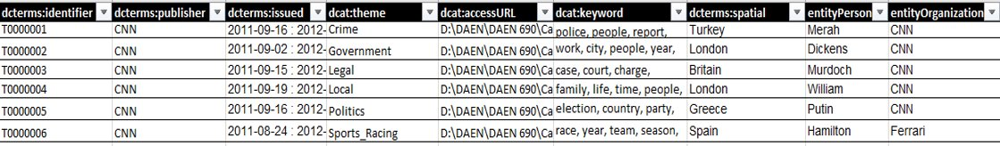 dcterms:identifier dcterms:publisher dcterms:issued dcat:theme dcat:accessURL dcat:keyword dcterms:spatial entityPerson entityOrganization
T0000001 CNN 2011-09-16 : 2012- Crime D:\DAEN\DAEN 690\Ca police, people, report, Turkey Merah CNN
T0000002 CNN 2011-09-02 : 2012- Government D:\DAEN\DAEN 690\Ca work, city, people, year, London Dickens CNN
T0000003 CNN 2011-09-15 : 2012- Legal D:\DAEN\DAEN 690\Ca case, court, charge, Britain Murdoch CNN
T0000004 CNN 2011-09-19 : 2012- Local D:\DAEN\DAEN 690\Ca family, life, time, people, London William CNN
T0000005 CNN 2011-09-16 : 2012- Politics D:\DAEN\DAEN 690\Ca election, country, party, Greece Putin CNN
T0000006 CNN 2011-08-24 : 2012- Sports_Racing D:\DAEN\DAEN 690\Ca race, year, team, season, Spain Hamilton Ferrari